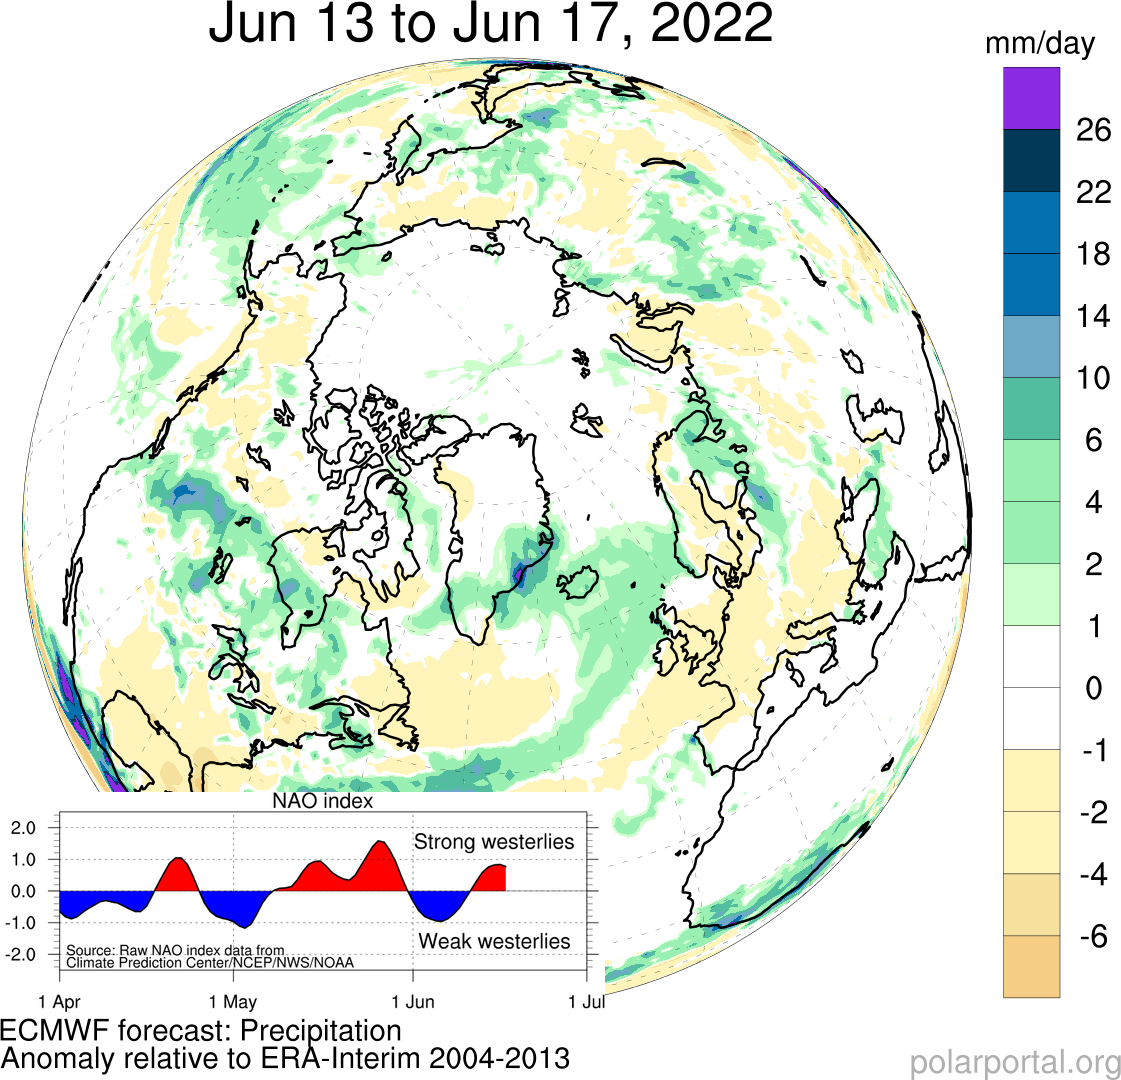 Jun 13 to Jun 17, 2022
mm/day
26
22
18
14
10
6
4
2
1
0
-1
-2
-4
-6
NAO index
2.0
1.0
0.0
-1.0
-2.0
Strong westerlies
Weak westerlies
Source: Raw NAO index data from
Climate Prediction Center/NCEP/NWS/NOAA
1 Apr 1 May 1 Jun 1 Jul
ECMWF forecast: Precipitation
Anomaly relative to ERA-Interim 2004-2013
polarportal.org